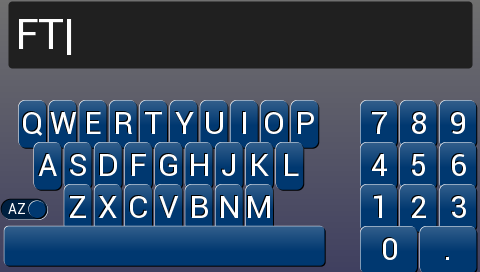 FT
Q W E R T Y U I O P 7 8 9
A S D F G H J K L 4 5 6
AZ Z X C V B N M 1 2 3
0 .